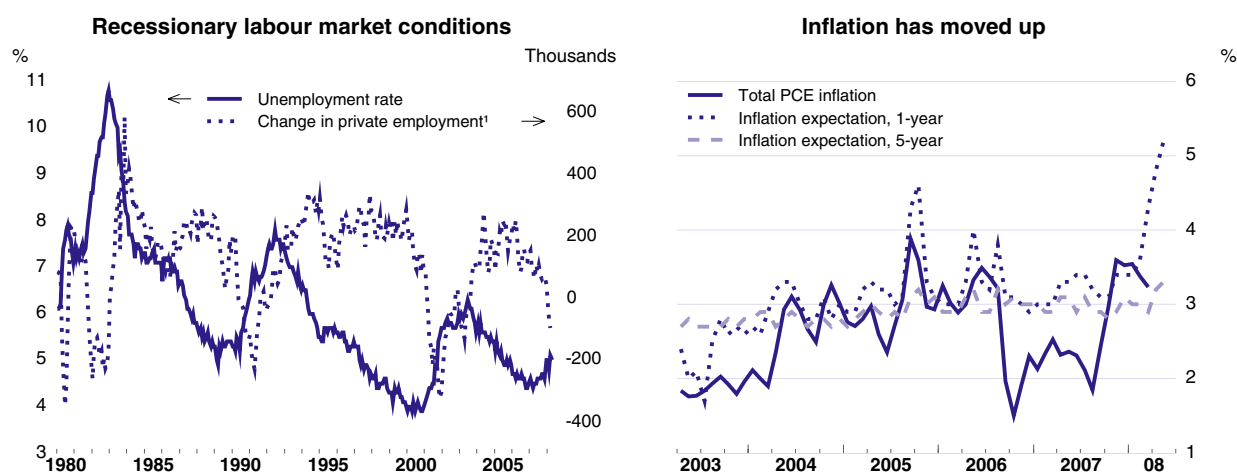 Recessionary labour market conditions
% Thousands
Unemployment rate
Change in private employment¹
11
10
9
8
7
6
5
4
3
600
400
200
0
-200
-400
1980 1985 1990 1995 2000 2005
Inflation has moved up
%
Total PCE inflation
Inflation expectation, 1-year
Inflation expectation, 5-year
6
5
4
3
2
1
2003 2004 2005 2006 2007 08